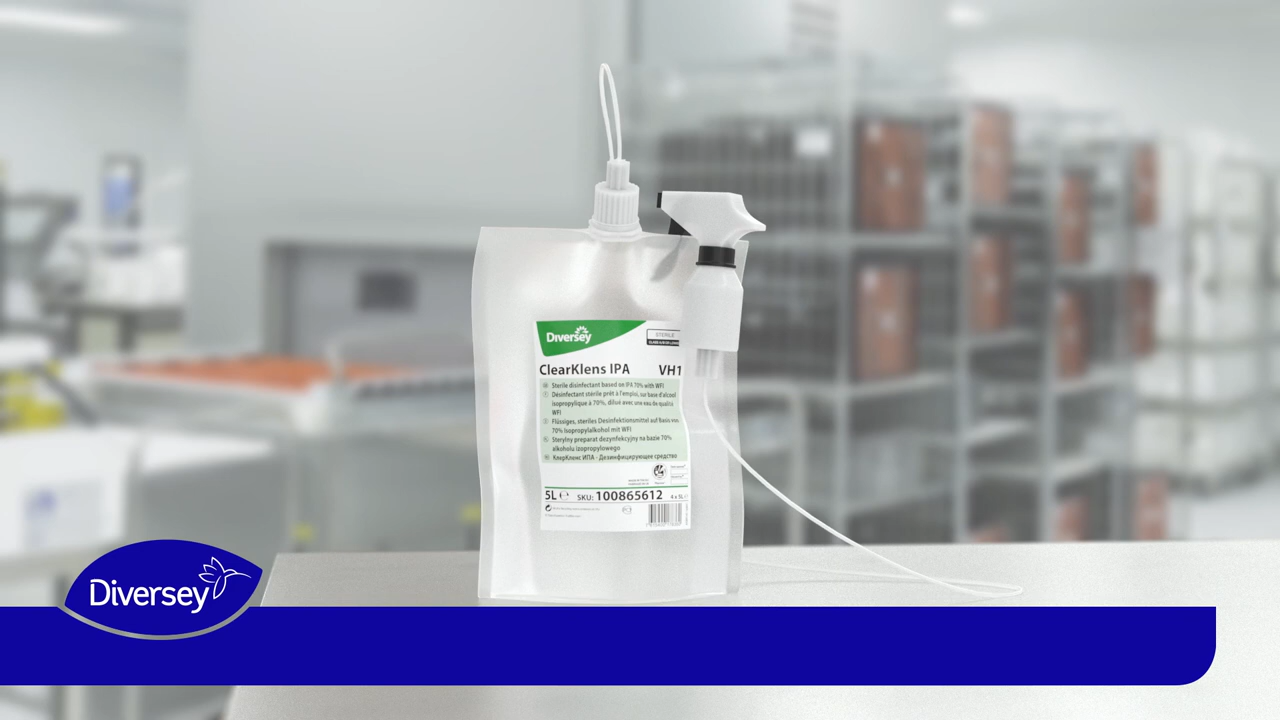 Diversey
STERILE
ClearKlens IPA VH1
Sterile disinfectant based on IPA 70% with WFI
Désinfectant stérile prêt à l'emploi, sur base d'alcool
isopropylique à 70%, dilué avec une eau de qualité
WFI
Flüssiges, steriles Desinfektionsmittel auf Basis von
70% Isopropylalkohol mit WFI
Sterylny preparat dezynfekcyjny na bazie 70%
alkoholu izopropylowego
КлерКленс ИПА - Дезинфицирующее средство
5L SKU: 100865612 4 x 5L
Diversey